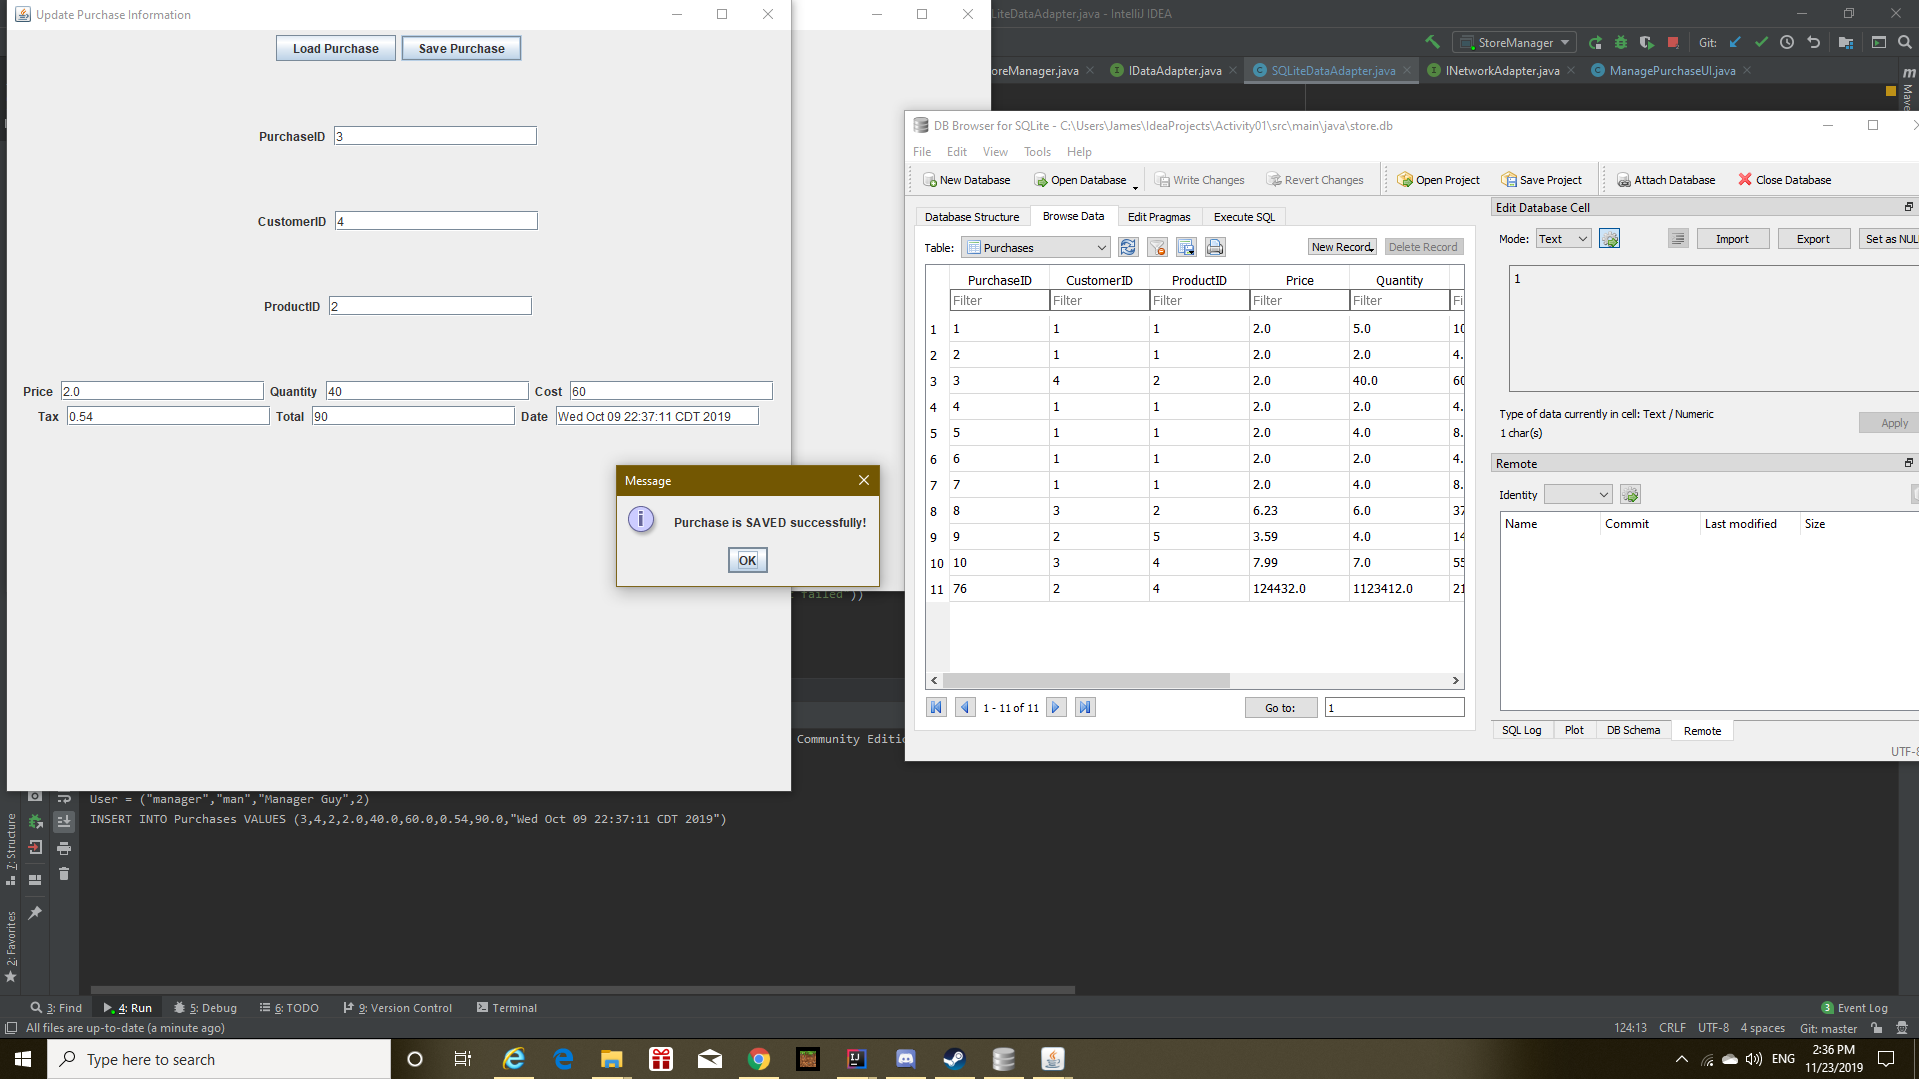 Update Purchase Information
Load Purchase
Save Purchase
PurchaseID 3
CustomerID 4
ProductID 2
Price 2.0 Quantity 40 Cost 60
Tax 0.54 Total 90 Date Wed Oct 09 22:37:11 CDT 2019
Message
Purchase is SAVED successfully!
OK
LiteDataAdapter.java - IntelliJ IDEA
StoreManager
Git:
oreManager.java
IDataAdapter.java
SQLiteDataAdapter.java
INetworkAdapter.java
ManagePurchaseUI.java
m
Mave
DB Browser for SQLite - C:\Users\James\IdeaProjects\Activity01\src\main\java\store.db
File Edit View Tools Help
New Database Open Database Write Changes Revert Changes Open Project Save Project Attach Database Close Database
Database Structure Browse Data Edit Pragmas Execute SQL
Table: Purchases New Record Delete Record
PurchaseID CustomerID ProductID Price Quantity
Filter Filter Filter Filter Filter Fi
1 1 1 1 2.0 5.0 10
2 2 1 1 2.0 2.0 4.
3 3 4 2 2.0 40.0 60
4 4 1 1 2.0 2.0 4.
5 5 1 1 2.0 4.0 8.
6 6 1 1 2.0 2.0 4.
7 7 1 1 2.0 4.0 8.
8 8 3 2 6.23 6.0 37
9 9 2 5 3.59 4.0 14
10 10 3 4 7.99 7.0 55
11 76 2 4 124432.0 1123412.0 21
1 - 11 of 11 Go to: 1
Edit Database Cell
Mode: Text Import Export Set as NUL
1
Type of data currently in cell: Text / Numeric
1 char(s)
Apply
Remote
Identity
Name Commit Last modified Size
SQL Log Plot DB Schema Remote
UTF-8
failed"))
Community Editio
User = ("manager","man","Manager Guy",2)
INSERT INTO Purchases VALUES (3,4,2,2.0,40.0,60.0,0.54,90.0,"Wed Oct 09 22:37:11 CDT 2019")
7: Structure
2: Favorites
3: Find 4: Run 5: Debug 6: TODO 9: Version Control Terminal 3 Event Log
All files are up-to-date (a minute ago) 124:13 CRLF UTF-8 4 spaces Git: master
Type here to search
ENG
2:36 PM
11/23/2019